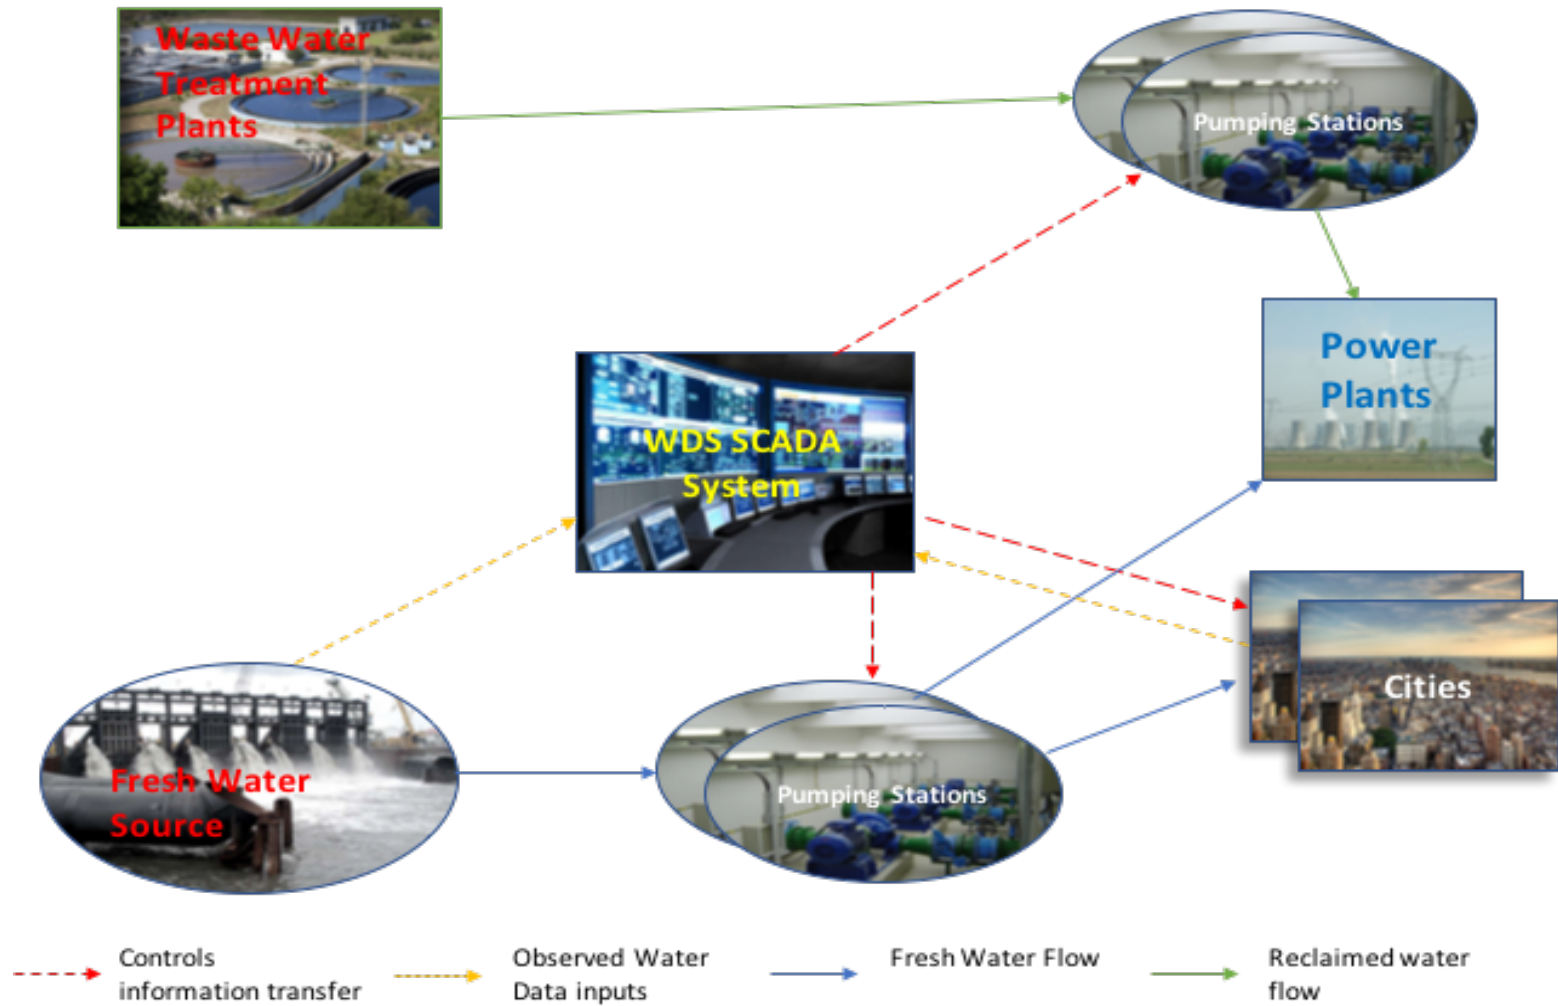 Waste Water
Treatment
Plants
Pumping Stations
Power
Plants
WDS SCADA
System
Cities
Fresh Water
Source
Pumping Stations
Controls
information transfer
Observed Water
Data inputs
Fresh Water Flow
Reclaimed water
flow